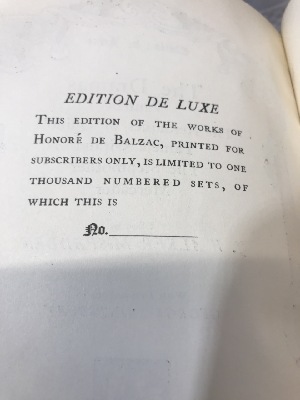 EDITION DE LUXE
THIS EDITION OF THE WORKS OF
HONORÉ DE BALZAC, PRINTED FOR
SUBSCRIBERS ONLY, IS LIMITED TO ONE
THOUSAND NUMBERED SETS, OF
WHICH THIS IS
No.